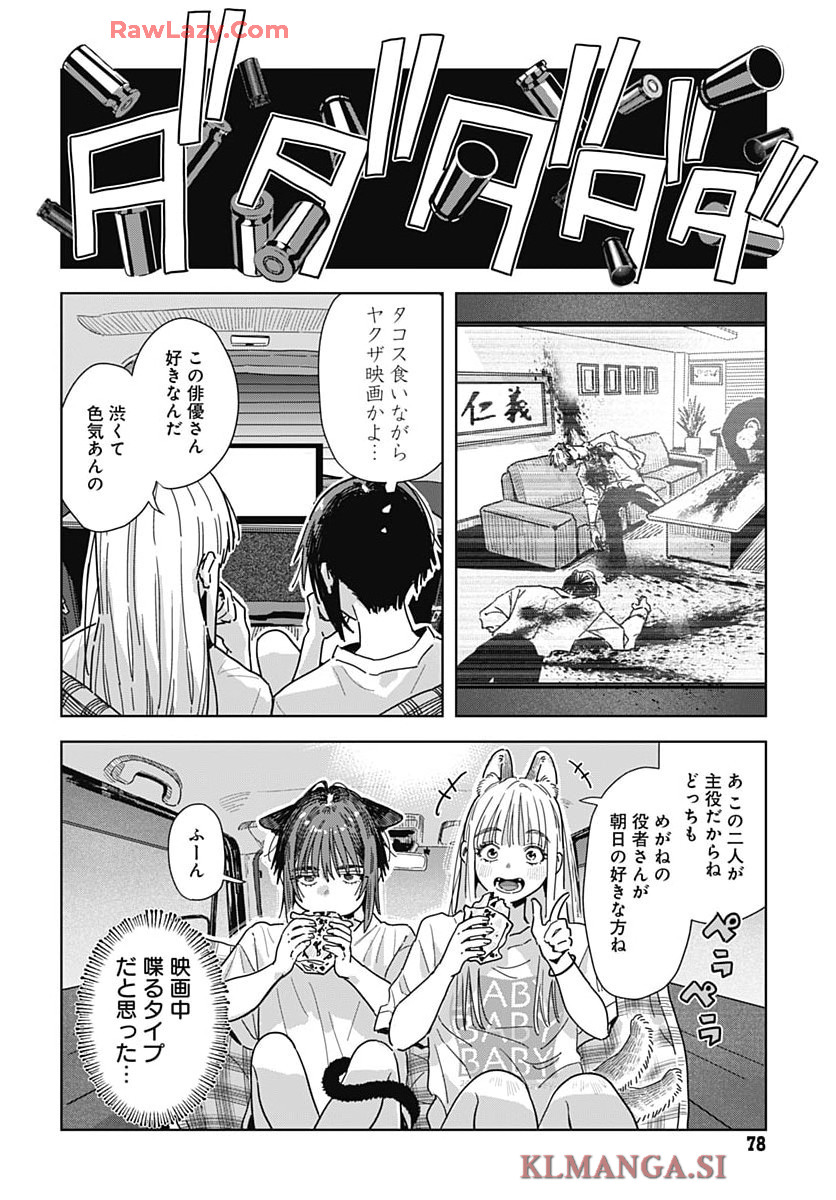 RawLazy.Com
ダダダダダ
仁義
タコス食いながら
ヤクザ映画かよ…
この俳優さん
好きなんだ
渋くて
色気あんの
あ この二人が
主役だからね
どっちも
めがねの
役者さんが
朝日の好きな方ね
ペラ
ペラ
BABY
BABY
BABY
ふーん
映画中
喋るタイプ
だと思った…
78
KLMANGA.SI